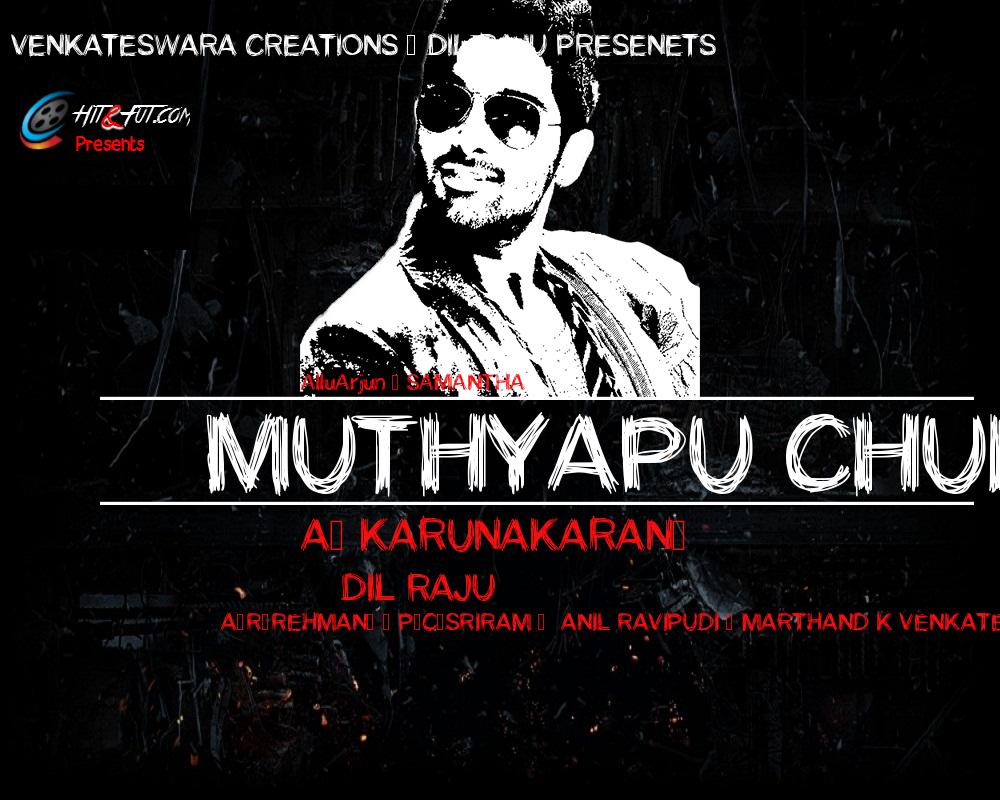 VENKATESWARA CREATIONS ▯ DIL RAJU PRESENETS
HIT&FUT.COM
Presents
AlluArjun ▯ SAMANTHA
MUTHYAPU CHU
A▯ KARUNAKARAN▯
DIL RAJU
A▯R▯REHMAN▯ ▯ P▯C▯SRIRAM ▯ ANIL RAVIPUDI ▯ MARTHAND K VENKATE